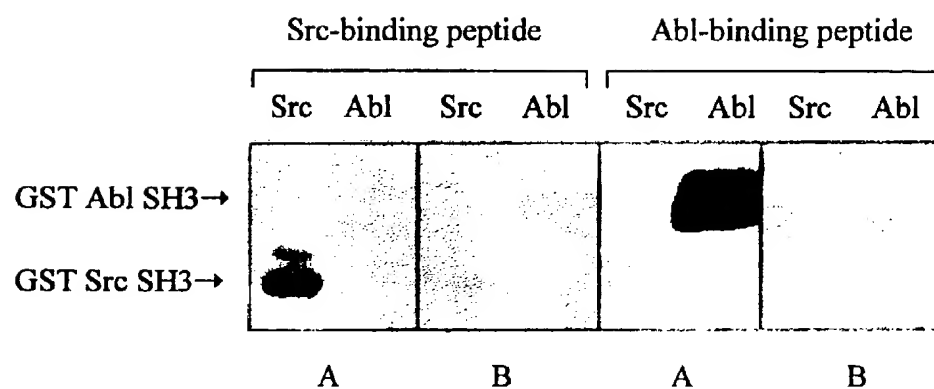 Src-binding peptide Abl-binding peptide
Src Abl Src Abl Src Abl Src Abl
GST Abl SH3→
GST Src SH3→
A B A B